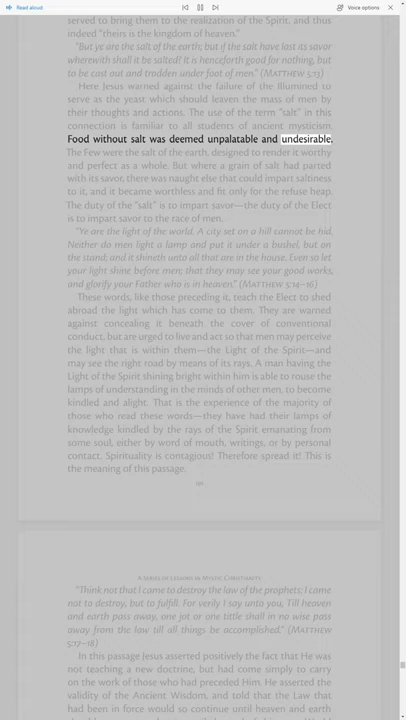 Read aloud
Voice options
served to bring them to the realization of the Spirit, and thus
indeed "theirs is the kingdom of heaven."
"But ye are the salt of the earth; but if the salt have lost its savor
wherewith shall it be salted? It is henceforth good for nothing, but
to be cast out and trodden under foot of men." (MATTHEW 5:13)
Here Jesus warned against the failure of the Illumined to
serve as the yeast which should leaven the mass of men by
their thoughts and actions. The use of the term "salt" in this
connection is familiar to all students of ancient mysticism.
Food without salt was deemed unpalatable and undesirable.
The Few were the salt of the earth, designed to render it worthy
and perfect as a whole. But where a grain of salt had parted
with its savor, there was naught else that could impart saltiness
to it, and it became worthless and fit only for the refuse heap.
The duty of the "salt" is to impart savor—the duty of the Elect
is to impart savor to the race of men.
"Ye are the light of the world. A city set on a hill cannot be hid.
Neither do men light a lamp and put it under a bushel, but on
the stand; and it shineth unto all that are in the house. Even so let
your light shine before men; that they may see your good works,
and glorify your Father who is in heaven." (MATTHEW 5:14–16)
These words, like those preceding it, teach the Elect to shed
abroad the light which has come to them. They are warned
against concealing it beneath the cover of conventional
conduct, but are urged to live and act so that men may perceive
the light that is within them—the Light of the Spirit—and
may see the right road by means of its rays. A man having the
Light of the Spirit shining bright within him is able to rouse the
lamps of understanding in the minds of other men, to become
kindled and alight. That is the experience of the majority of
those who read these words—they have had their lamps of
knowledge kindled by the rays of the Spirit emanating from
some soul, either by word of mouth, writings, or by personal
contact. Spirituality is contagious! Therefore spread it! This is
the meaning of this passage.
A SERIES OF LESSONS IN MYSTIC CHRISTIANITY
"Think not that I came to destroy the law of the prophets; I came
not to destroy, but to fulfill. For verily I say unto you, Till heaven
and earth pass away, one jot or one tittle shall in no wise pass
away from the law till all things be accomplished." (MATTHEW
5:17–18)
In this passage Jesus asserted positively the fact that He was
not teaching a new doctrine, but had come simply to carry
on the work of those who had preceded Him. He asserted the
validity of the Ancient Wisdom, and told that the Law that
had been in force would so continue until heaven and earth